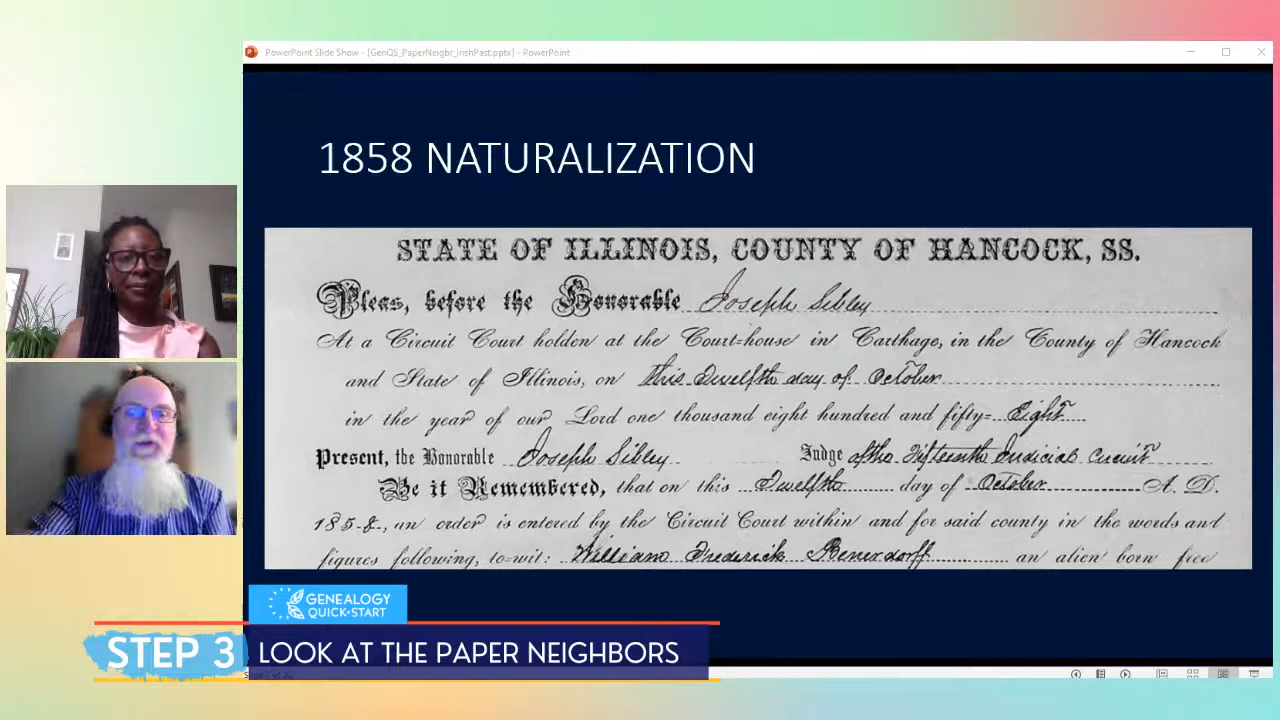 PowerPoint Slide Show - [GenQS_PaperNeigbr_IrishPast.pptx] - PowerPoint
1858 NATURALIZATION
STATE OF ILLINOIS, COUNTY OF HANCOCK, SS.
Pleas, before the Honorable Joseph Sibley
At a Circuit Court holden at the Court=house in Carthage, in the County of Hancock
and State of Illinois, on this Twelfth day of October
in the year of our Lord one thousand eight hundred and fifty= Eight
Present, the Honorable Joseph Sibley Judge of the Fifteenth Judicial Circuit
Be it Remembered, that on this Twelfth day of October A. D.
185-8-, an order is entered by the Circuit Court within and for said county in the words and
figures following, to=wit: William Frederick an alien born free
GENEALOGY
QUICK•START
STEP 3 LOOK AT THE PAPER NEIGHBORS